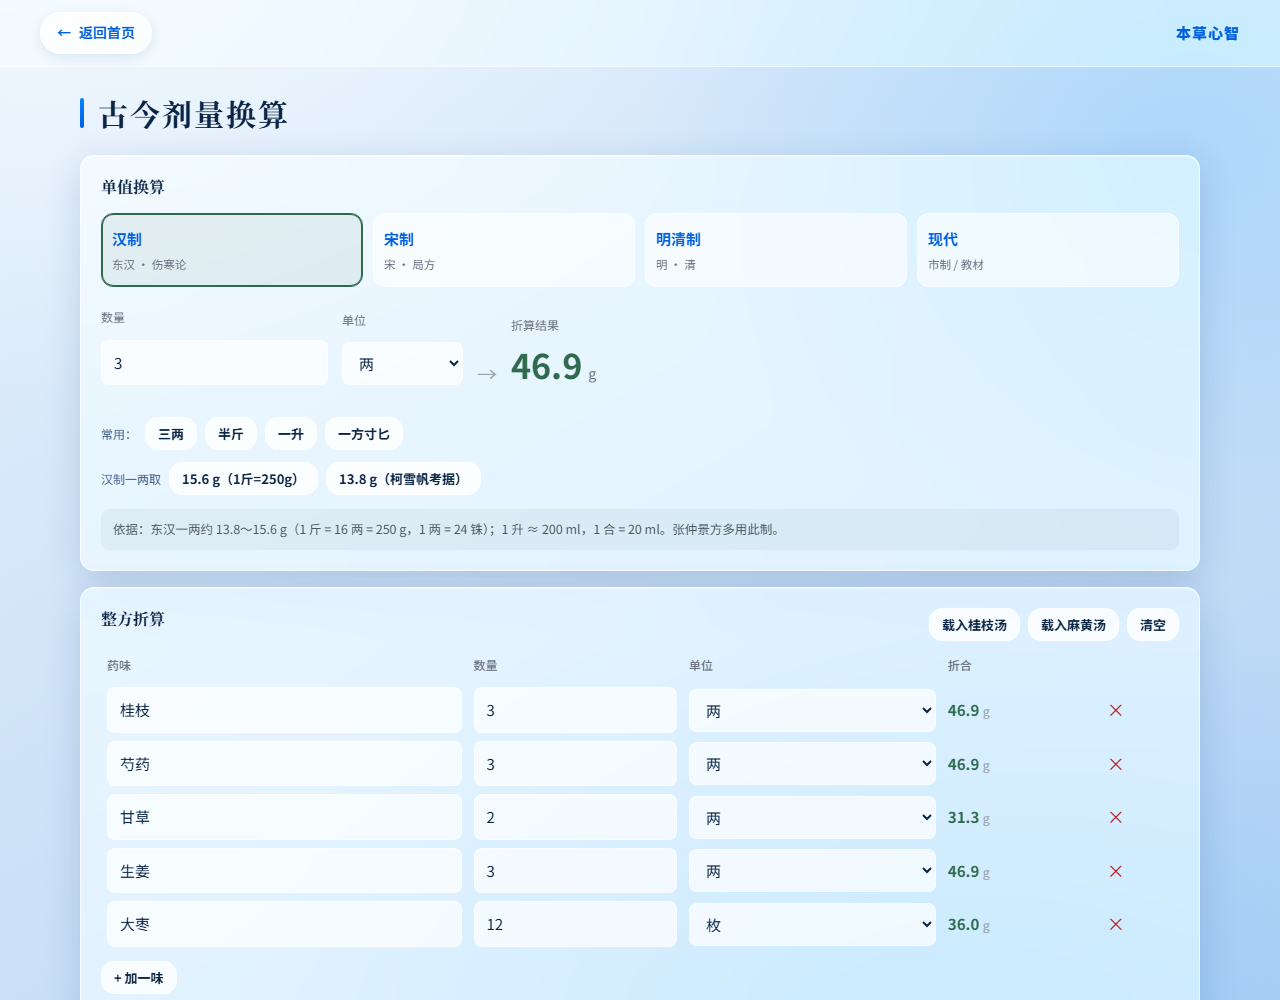 ← 返回首页
本草心智
古今剂量换算
单值换算
汉制
东汉 · 伤寒论
宋制
宋 · 局方
明清制
明 · 清
现代
市制 / 教材
数量
单位
折算结果
3
两
→
46.9 g
常用：
三两
半斤
一升
一方寸匕
汉制一两取
15.6 g（1斤=250g）
13.8 g（柯雪帆考据）
依据：东汉一两约 13.8～15.6 g（1 斤 = 16 两 = 250 g，1 两 = 24 铢）；1 升 ≈ 200 ml，1 合 = 20 ml。张仲景方多用此制。
整方折算
载入桂枝汤
载入麻黄汤
清空
药味 数量 单位 折合
桂枝 3 两 46.9 g ×
芍药 3 两 46.9 g ×
甘草 2 两 31.3 g ×
生姜 3 两 46.9 g ×
大枣 12 枚 36.0 g ×
+ 加一味